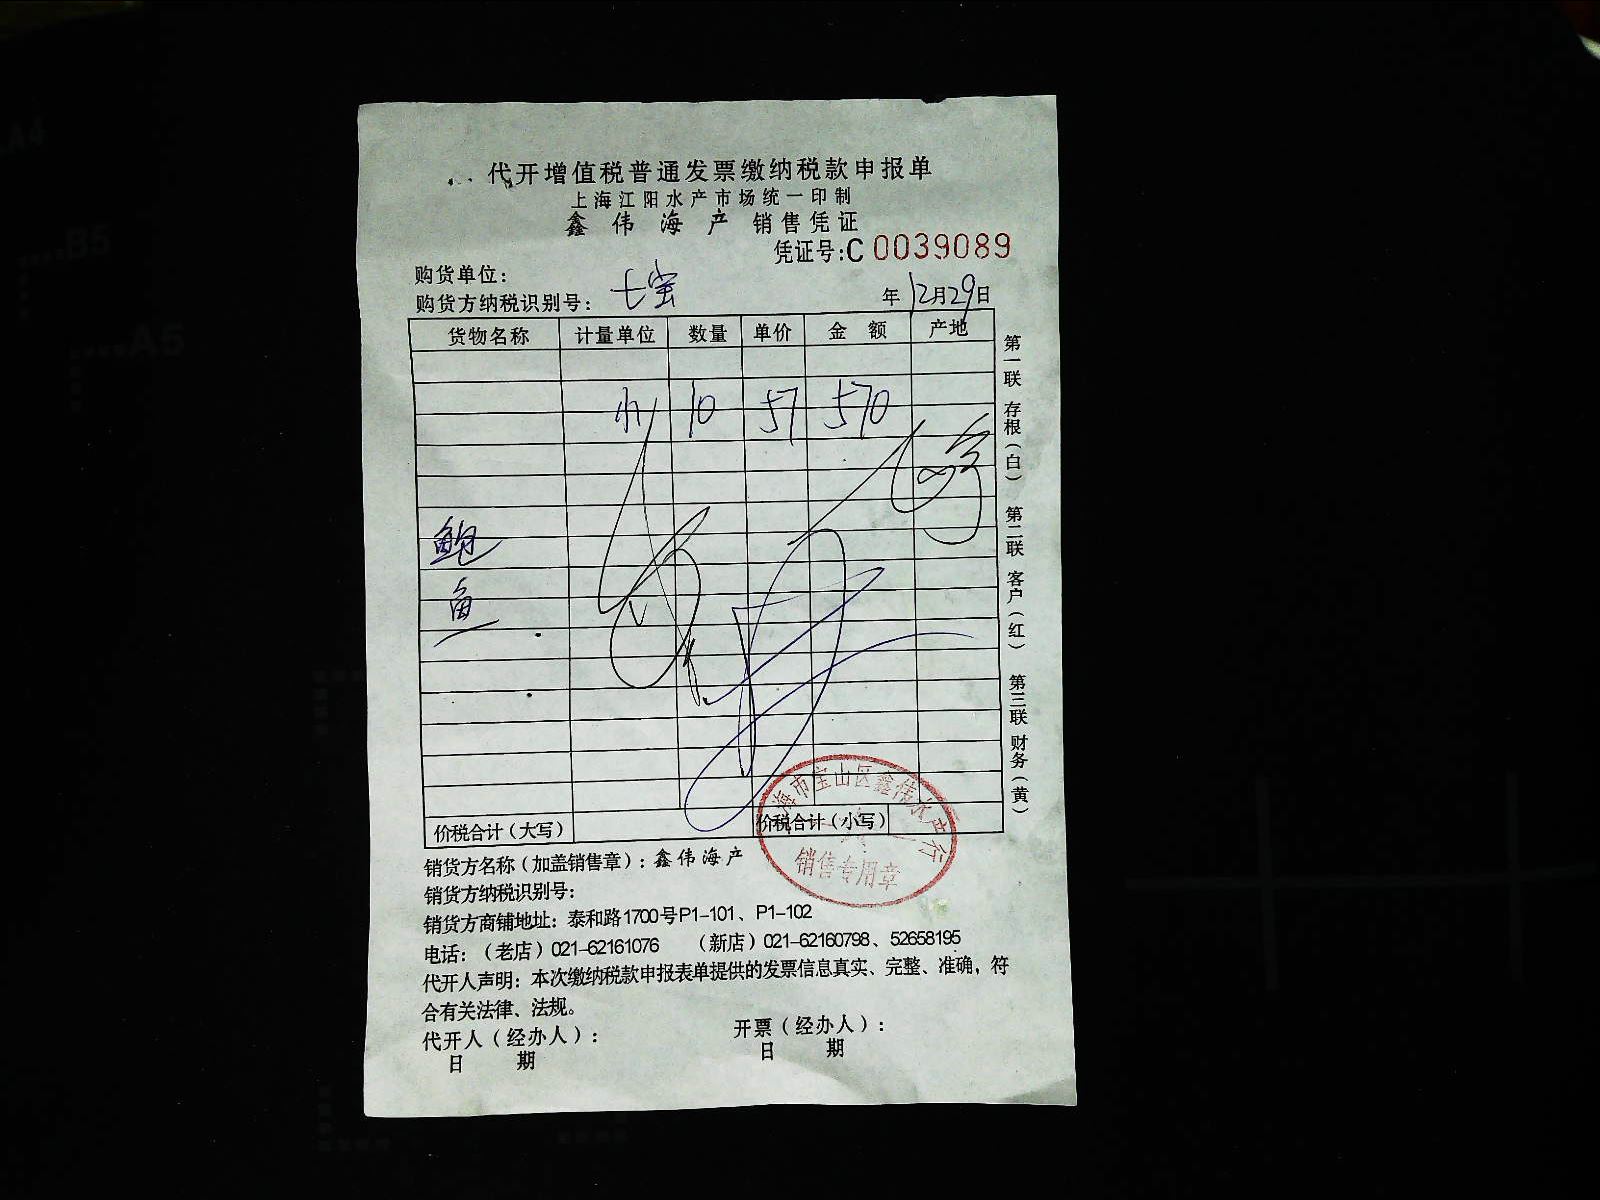 代开增值税普通发票缴纳税款申报单
上海江阳水产市场统一印制
鑫伟海产 销售凭证
凭证号:C 0039089
购货单位:
购货方纳税识别号: 七宝 年12月29日
货物名称 计量单位 数量 单价 金额 产地
10 57 570
鲍
鱼
价税合计(大写) 价税合计(小写)
销货方名称(加盖销售章):鑫伟海产
销货方纳税识别号:
销货方商铺地址:泰和路1700号P1-101、P1-102
电话:(老店)021-62161076 (新店)021-62160798、52658195
代开人声明:本次缴纳税款申报表单提供的发票信息真实、完整、准确,符
合有关法律、法规。
代开人(经办人): 开票(经办人):
日 期 日 期
第一联 存根(白) 第二联 客户(红) 第三联 财务(黄)
海市宝山区鑫伟水产行
销售专用章
A4
B5
A5